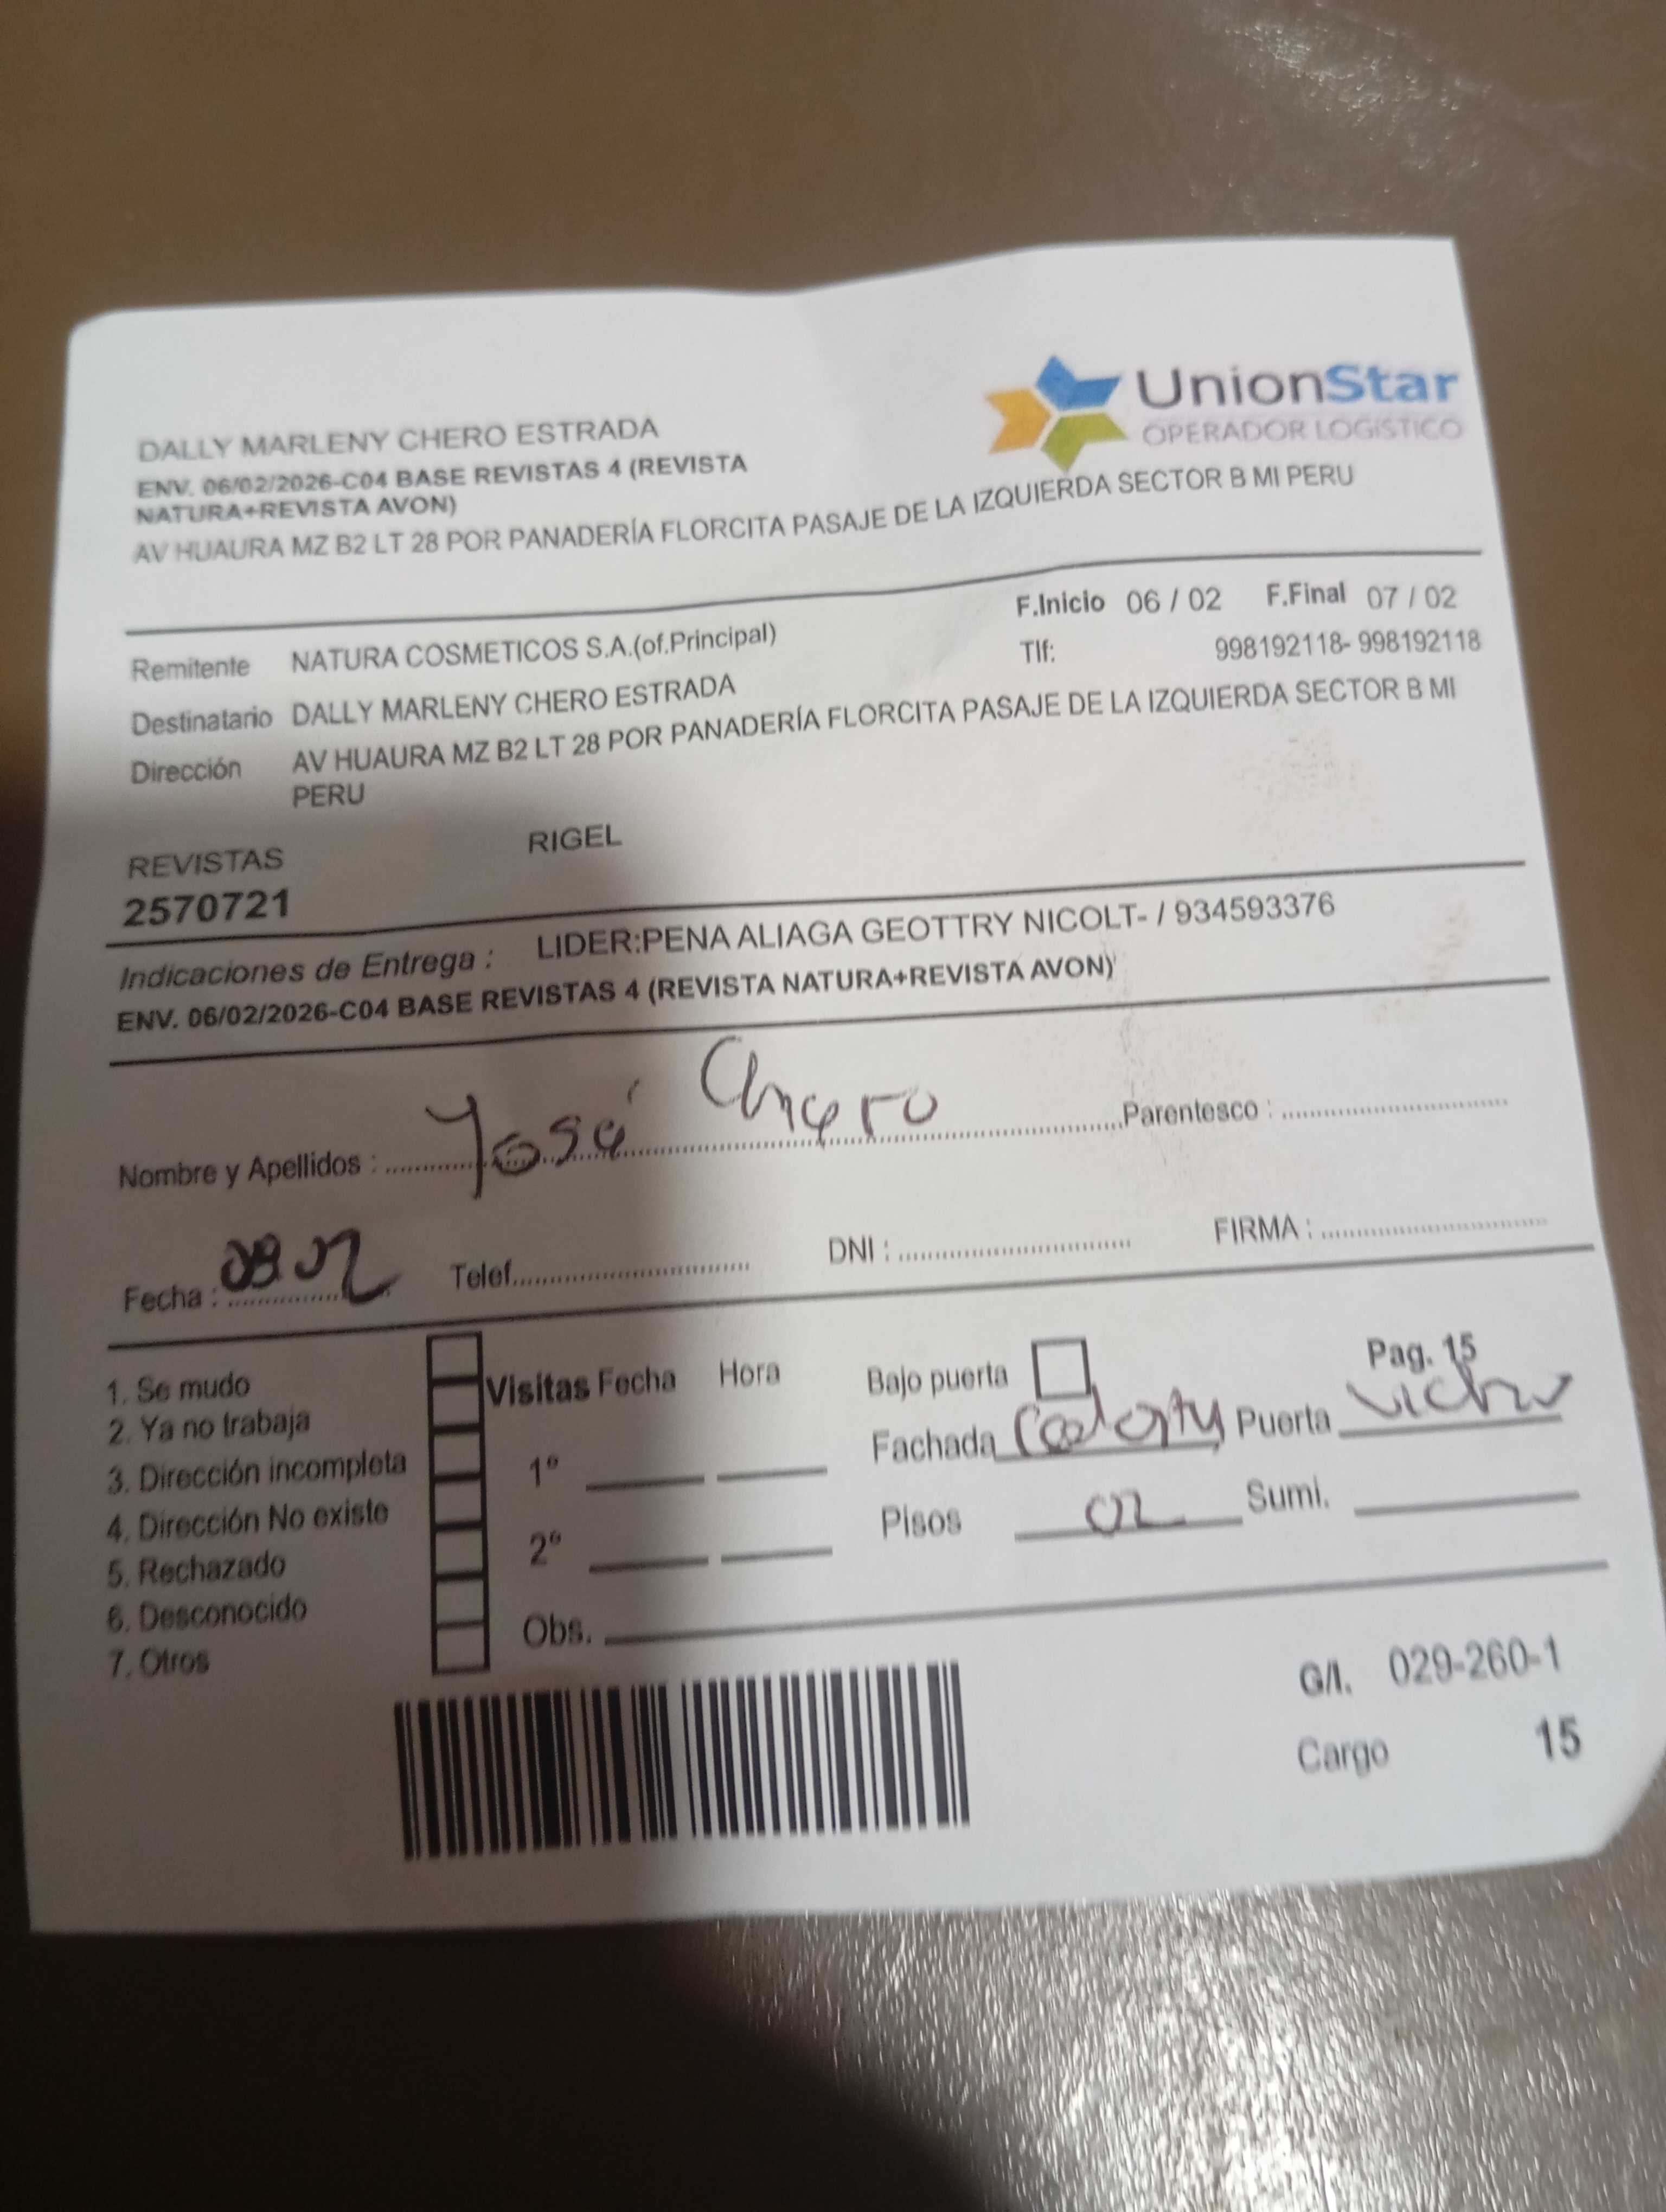 UnionStar
OPERADOR LOGÍSTICO
DALLY MARLENY CHERO ESTRADA
ENV. 06/02/2026-C04 BASE REVISTAS 4 (REVISTA
NATURA+REVISTA AVON)
AV HUAURA MZ B2 LT 28 POR PANADERÍA FLORCITA PASAJE DE LA IZQUIERDA SECTOR B MI PERU
F.Inicio 06 / 02 F.Final 07 / 02
Remitente NATURA COSMETICOS S.A.(of.Principal) Tlf: 998192118- 998192118
Destinatario DALLY MARLENY CHERO ESTRADA
Dirección AV HUAURA MZ B2 LT 28 POR PANADERÍA FLORCITA PASAJE DE LA IZQUIERDA SECTOR B MI
PERU
REVISTAS RIGEL
2570721
Indicaciones de Entrega : LIDER:PENA ALIAGA GEOTTRY NICOLT- / 934593376
ENV. 06/02/2026-C04 BASE REVISTAS 4 (REVISTA NATURA+REVISTA AVON)
Nombre y Apellidos : José Chero Parentesco :
Fecha : 08 02 Telef. DNI : FIRMA :
Pag. 15
1. Se mudo Visitas Fecha Hora Bajo puerta
2. Ya no trabaja Fachada Puerta
3. Dirección incompleta 1º
4. Dirección No existe Pisos 02 Sumi.
5. Rechazado 2º
6. Desconocido Obs.
7. Otros
G/I. 029-260-1
Cargo 15